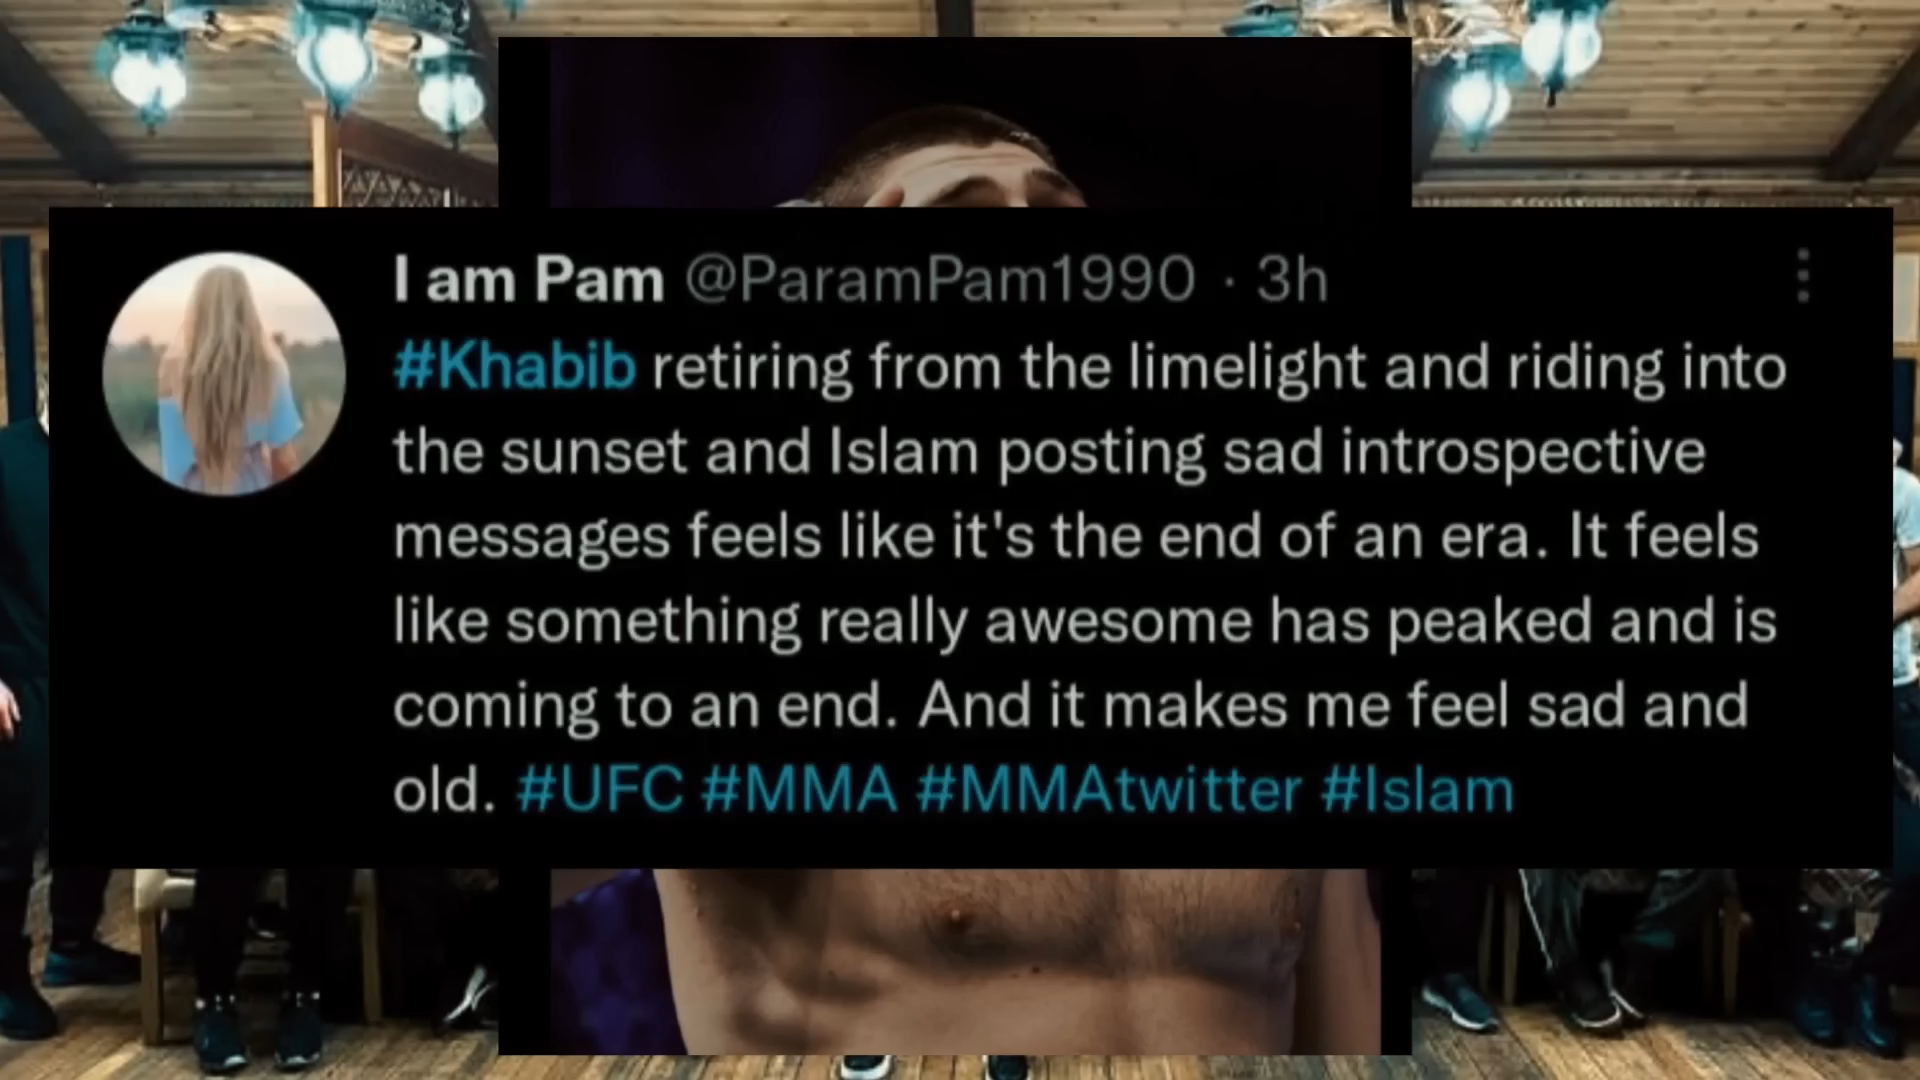 I am Pam @ParamPam1990 · 3h
#Khabib retiring from the limelight and riding into
the sunset and Islam posting sad introspective
messages feels like it's the end of an era. It feels
like something really awesome has peaked and is
coming to an end. And it makes me feel sad and
old. #UFC #MMA #MMAtwitter #Islam